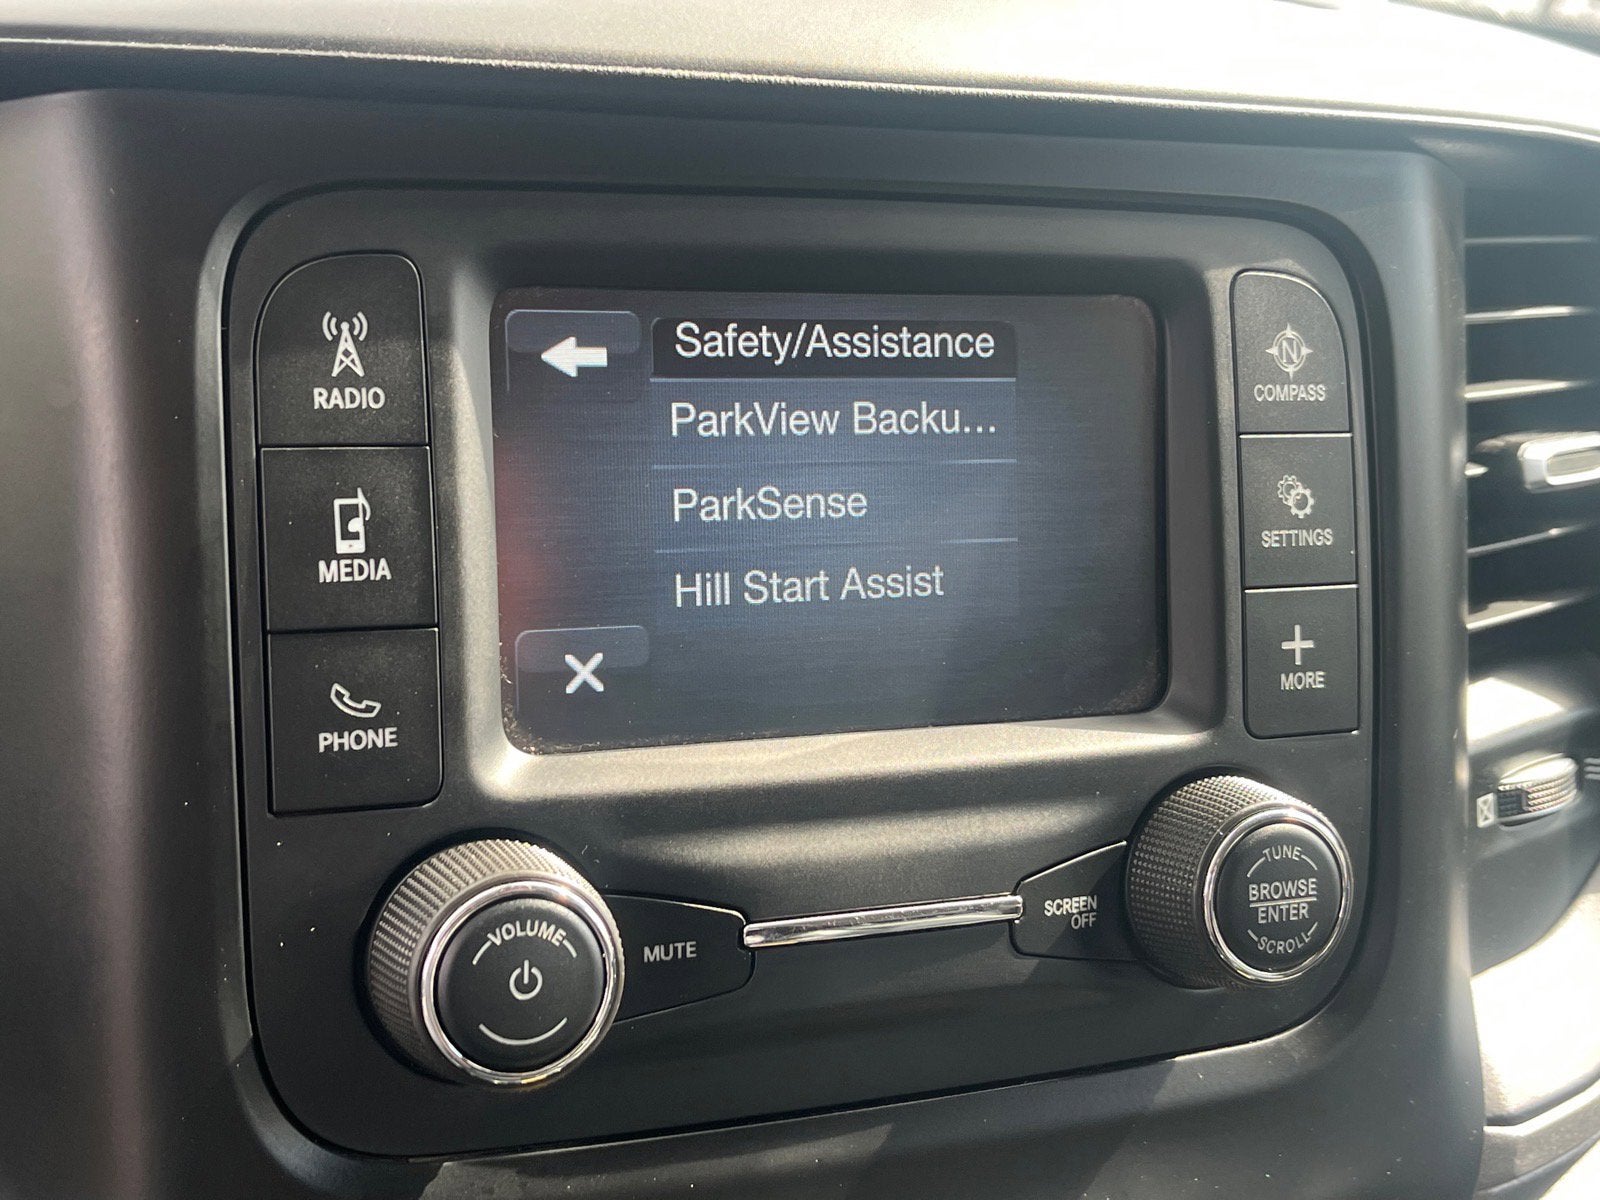 RADIO
MEDIA
PHONE
Safety/Assistance
ParkView Backu...
ParkSense
Hill Start Assist
N
COMPASS
SETTINGS
MORE
VOLUME
MUTE
SCREEN
OFF
TUNE
BROWSE
ENTER
SCROLL